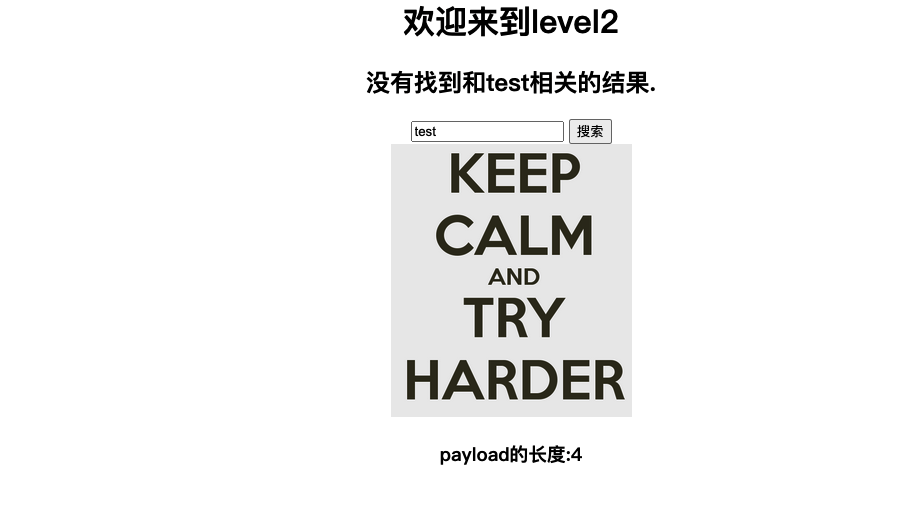 欢迎来到level2
没有找到和test相关的结果.
test 搜索
KEEP
CALM
AND
TRY
HARDER
payload的长度:4